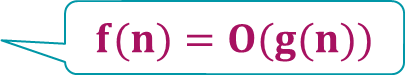 f(n) = O(g(n))